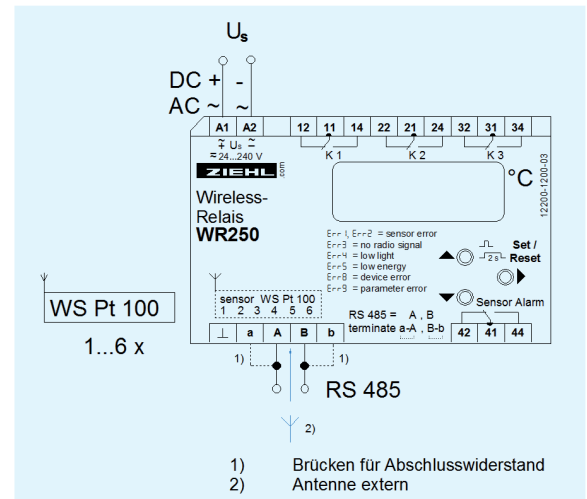 Us
DC + -
AC ~ ~
A1 A2 12 11 14 22 21 24 32 31 34
∓ Us ≃
≂ 24...240 V
K 1 K 2 K 3
ZIEHL .com
°C
12200-1200-03
Wireless-
Relais
WR250
Err 1, Err2 = sensor error
Err3 = no radio signal
Err4 = low light
Err5 = low energy
Err8 = device error
Err9 = parameter error
2 s
Set /
Reset
Sensor Alarm
sensor WS Pt 100
1 2 3 4 5 6
RS 485 = A , B
terminate a-A , B-b
⊥ a A B b
42 41 44
WS Pt 100
1...6 x
1) 1)
RS 485
2)
1) Brücken für Abschlusswiderstand
2) Antenne extern